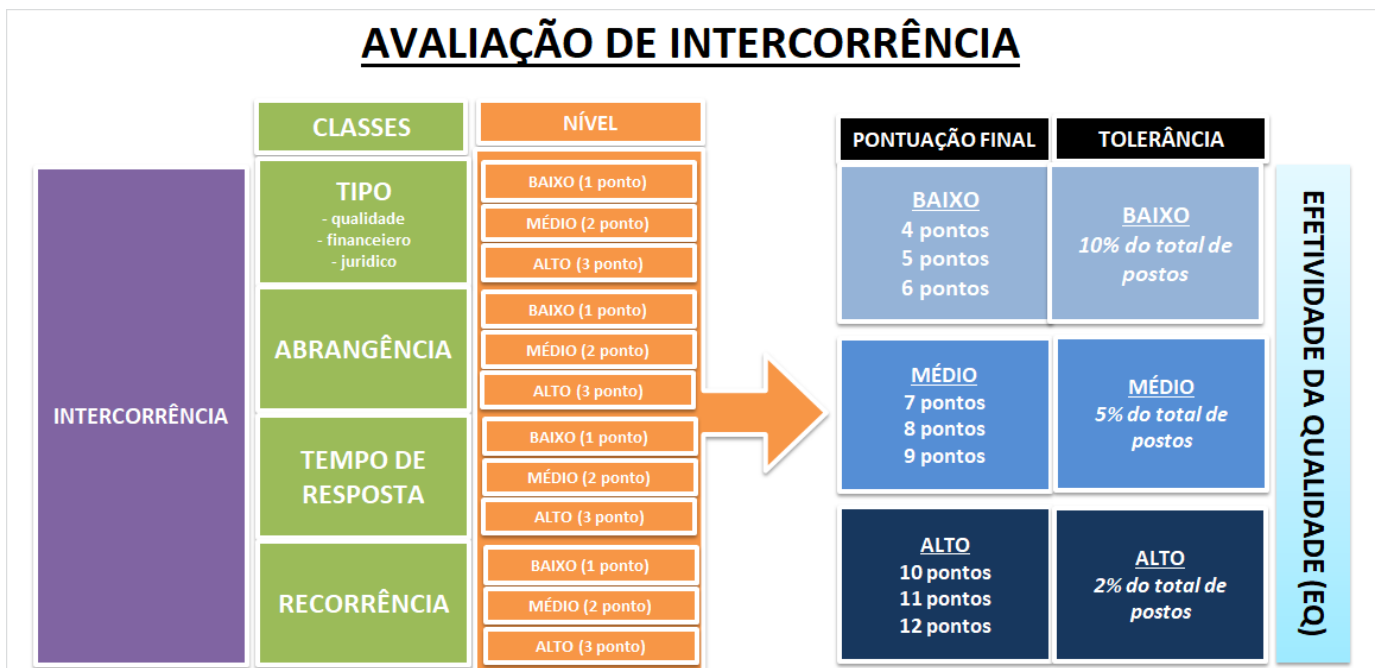 AVALIAÇÃO DE INTERCORRÊNCIA
INTERCORRÊNCIA
CLASSES
NÍVEL
TIPO
- qualidade
- financeiero
- juridico
BAIXO (1 ponto)
MÉDIO (2 ponto)
ALTO (3 ponto)
ABRANGÊNCIA
BAIXO (1 ponto)
MÉDIO (2 ponto)
ALTO (3 ponto)
TEMPO DE
RESPOSTA
BAIXO (1 ponto)
MÉDIO (2 ponto)
ALTO (3 ponto)
RECORRÊNCIA
BAIXO (1 ponto)
MÉDIO (2 ponto)
ALTO (3 ponto)
PONTUAÇÃO FINAL
TOLERÂNCIA
BAIXO
4 pontos
5 pontos
6 pontos
BAIXO
10% do total de
postos
MÉDIO
7 pontos
8 pontos
9 pontos
MÉDIO
5% do total de
postos
ALTO
10 pontos
11 pontos
12 pontos
ALTO
2% do total de
postos
EFETIVIDADE DA QUALIDADE (EQ)